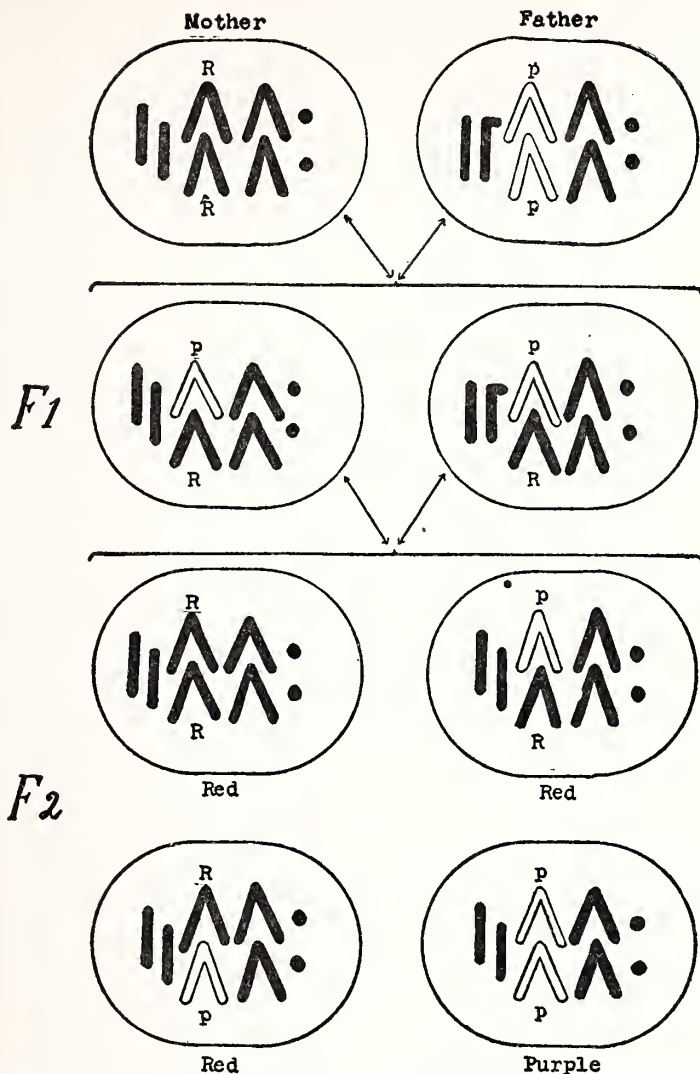 Mother Father
R p
R p
F1
p p
R R
R p
R R
Red Red
F2
R p
p p
Red Purple